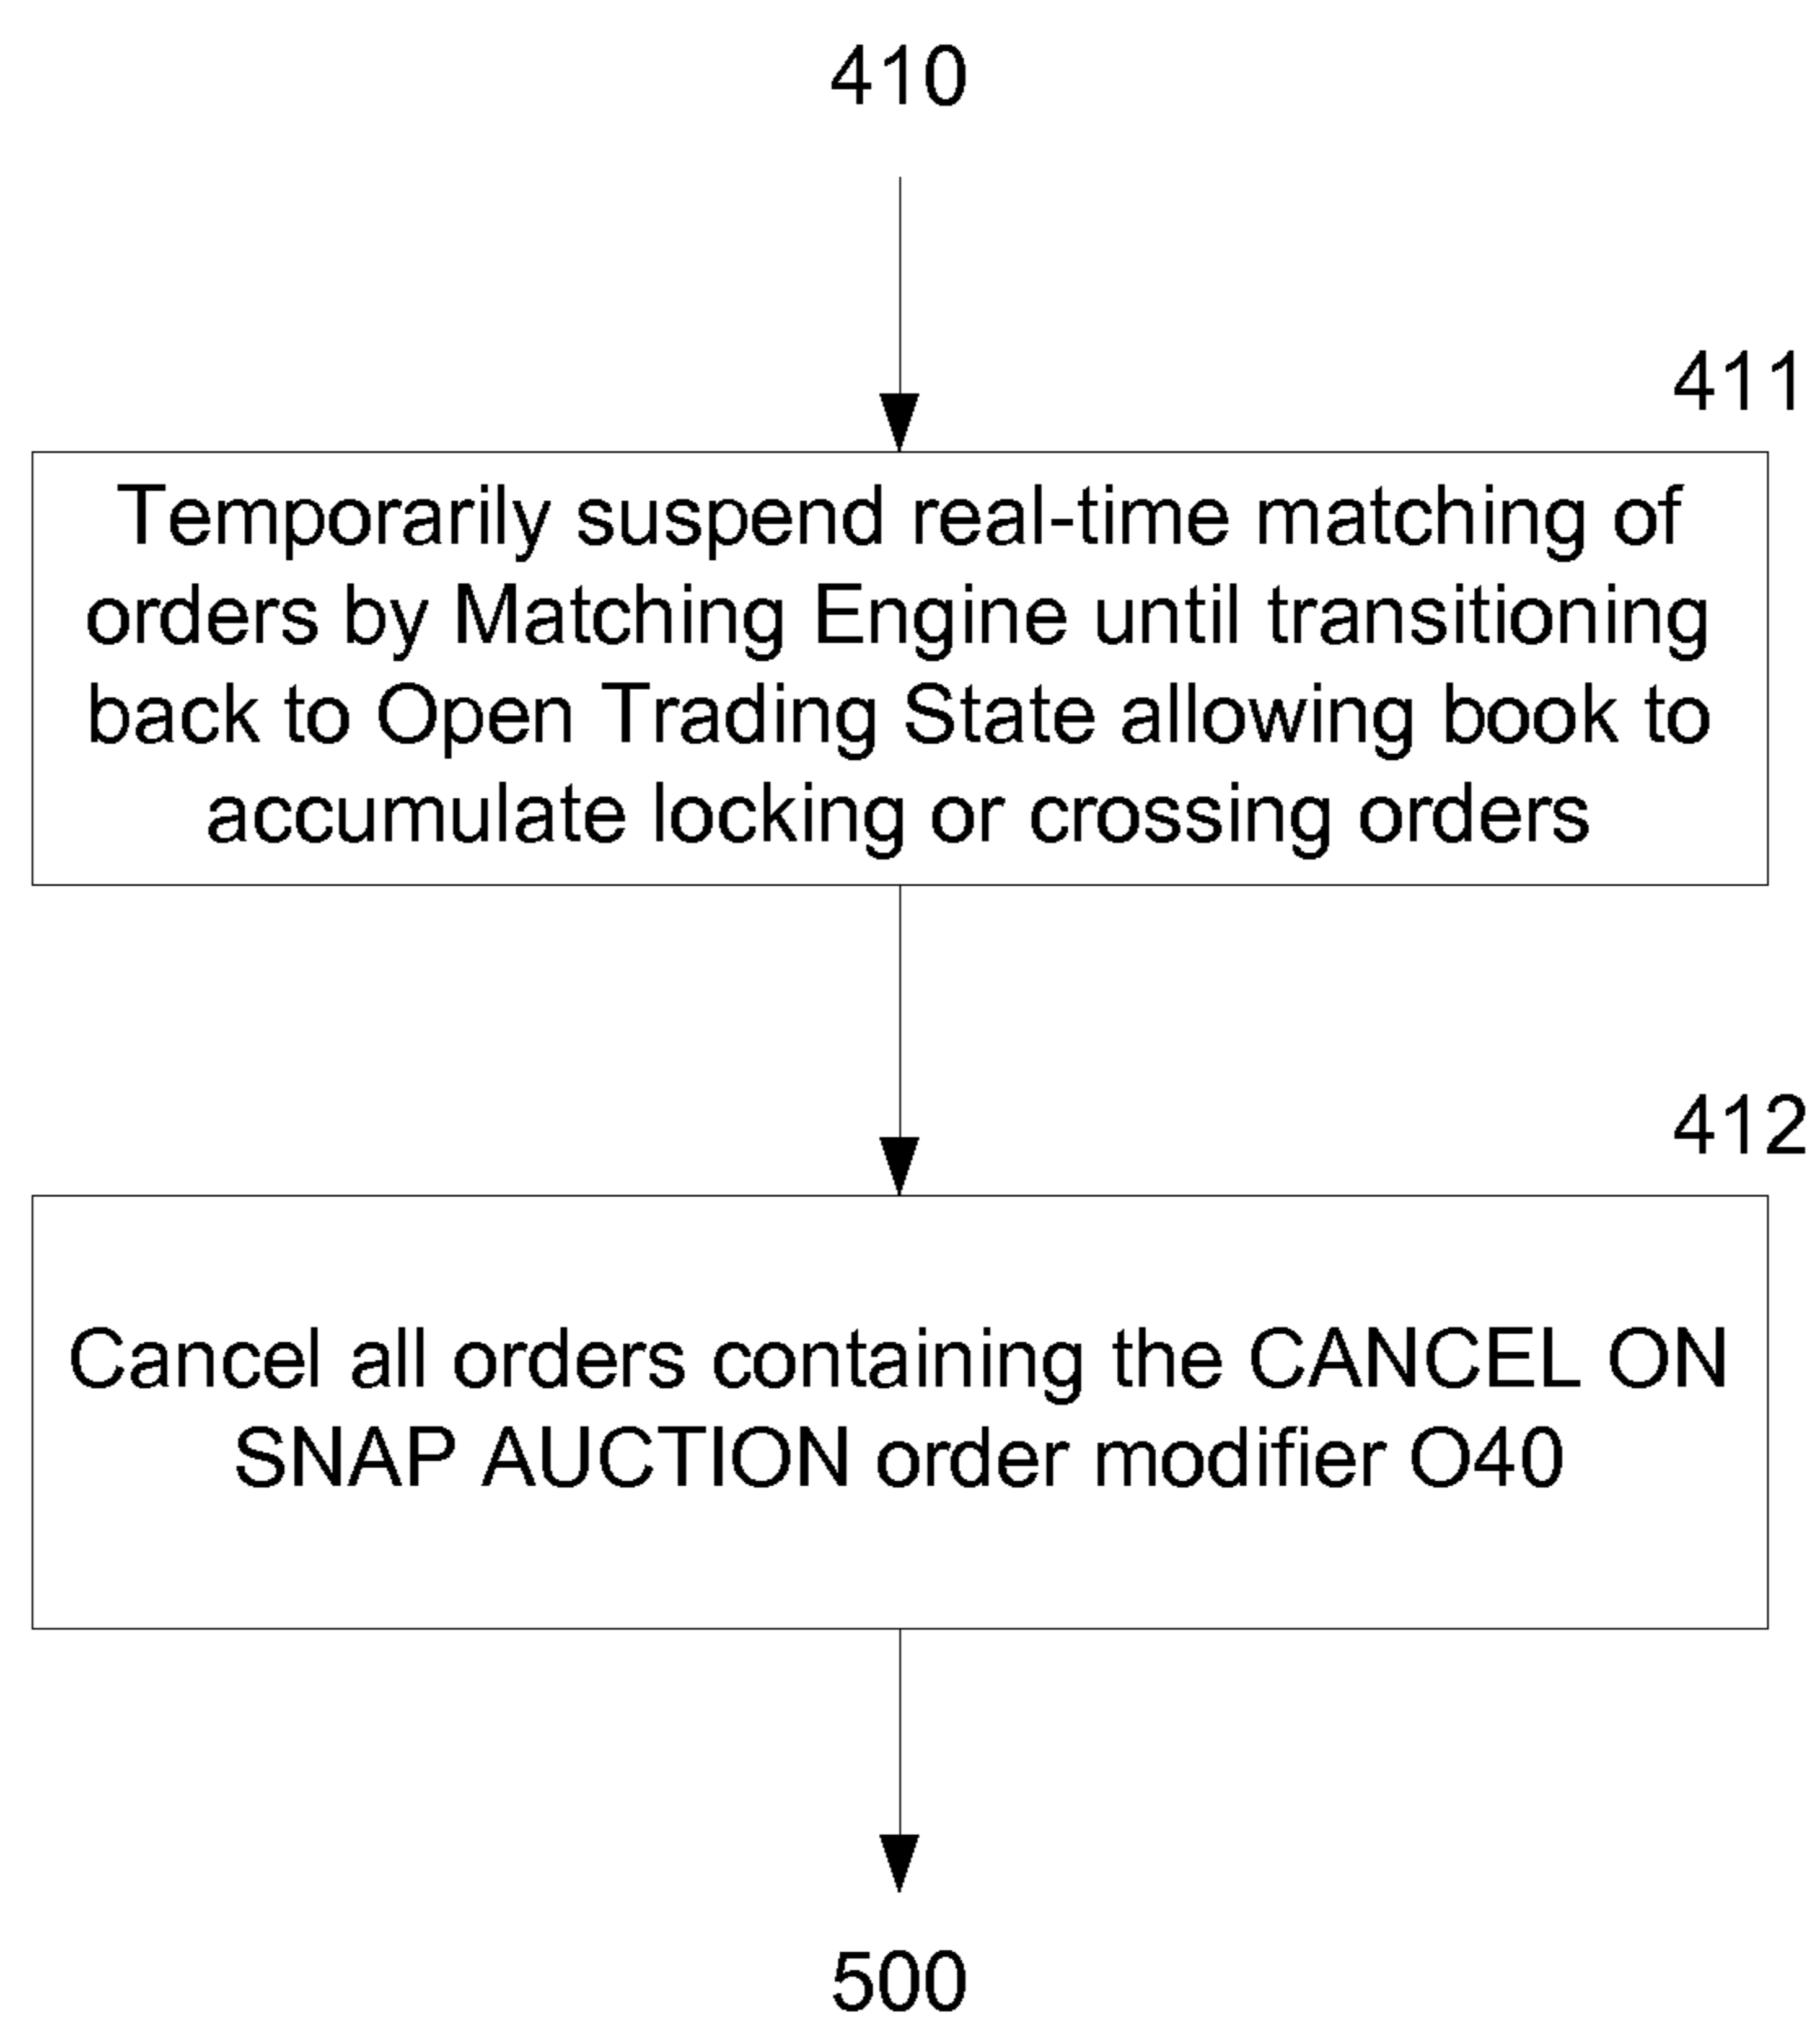 410
411
Temporarily suspend real-time matching of
orders by Matching Engine until transitioning
back to Open Trading State allowing book to
accumulate locking or crossing orders
412
Cancel all orders containing the CANCEL ON
SNAP AUCTION order modifier O40
500